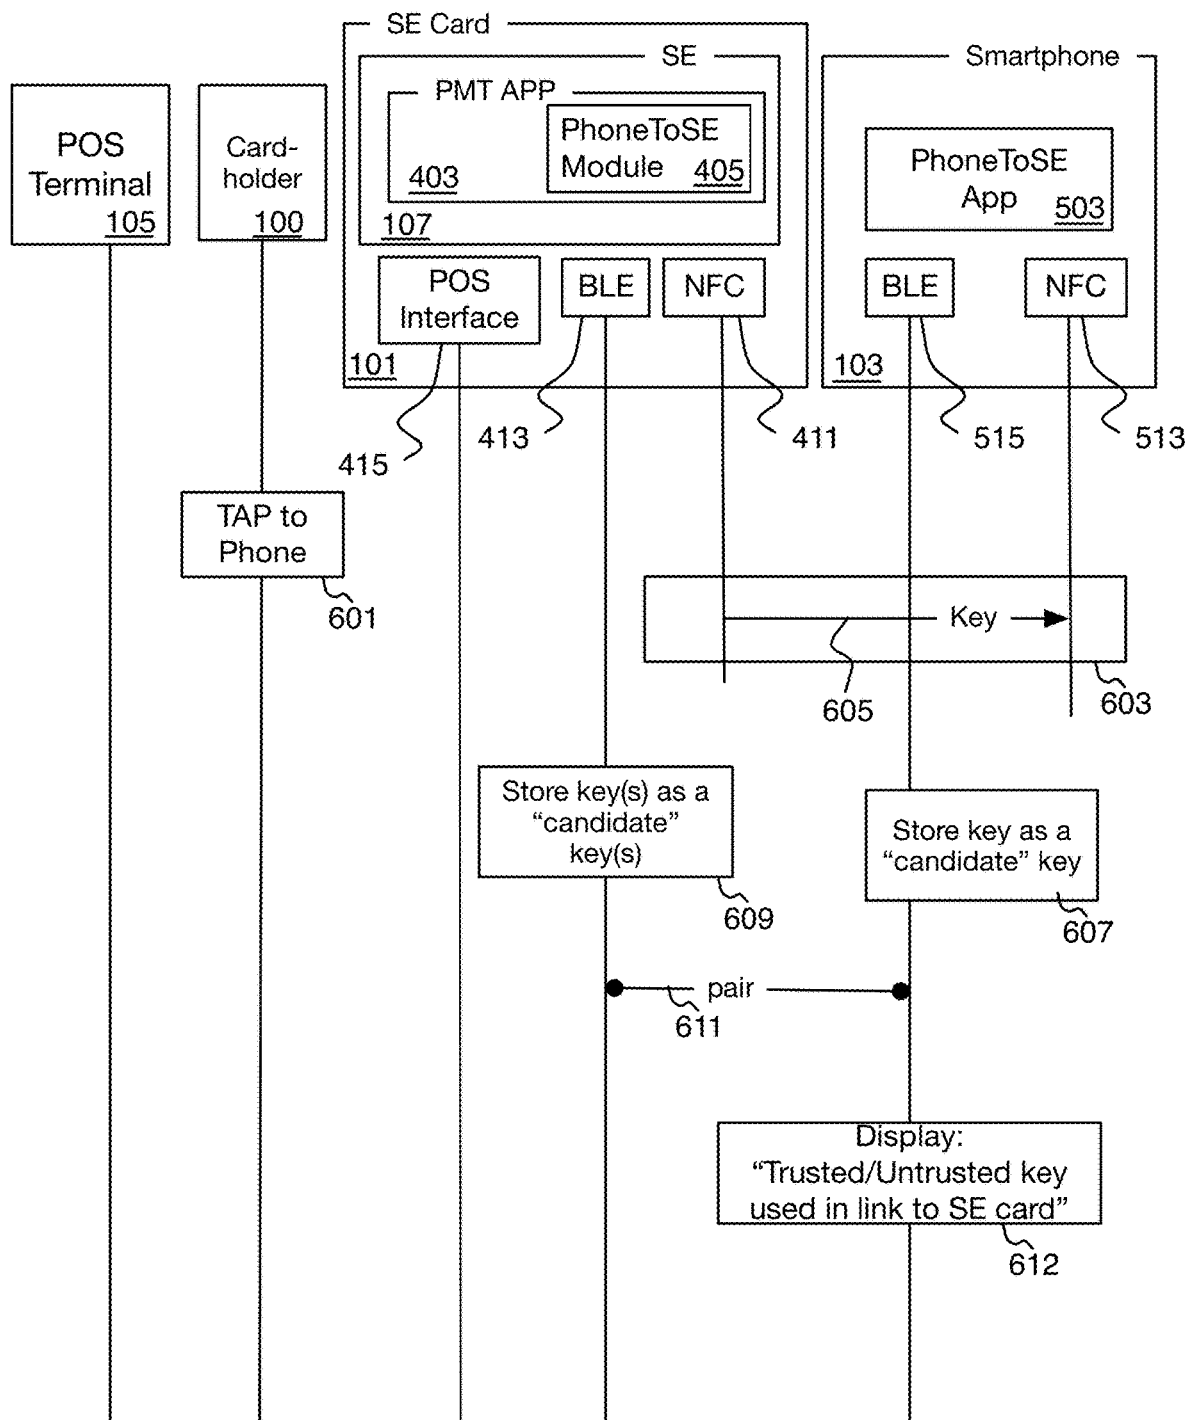 SE Card
SE
Smartphone
PMT APP
POS
Terminal
105
Card-
holder
100
PhoneToSE
Module 405
403
107
PhoneToSE
App 503
POS
Interface
BLE
NFC
BLE
NFC
101
103
415
413
411
515
513
TAP to
Phone
601
Key
605
603
Store key(s) as a
“candidate”
key(s)
609
Store key as a
“candidate” key
607
pair
611
Display:
“Trusted/Untrusted key
used in link to SE card”
612